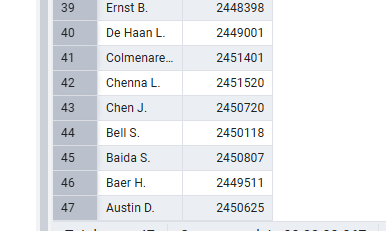 39 Ernst B. 2448398
40 De Haan L. 2449001
41 Colmenare... 2451401
42 Chenna L. 2451520
43 Chen J. 2450720
44 Bell S. 2450118
45 Baida S. 2450807
46 Baer H. 2449511
47 Austin D. 2450625